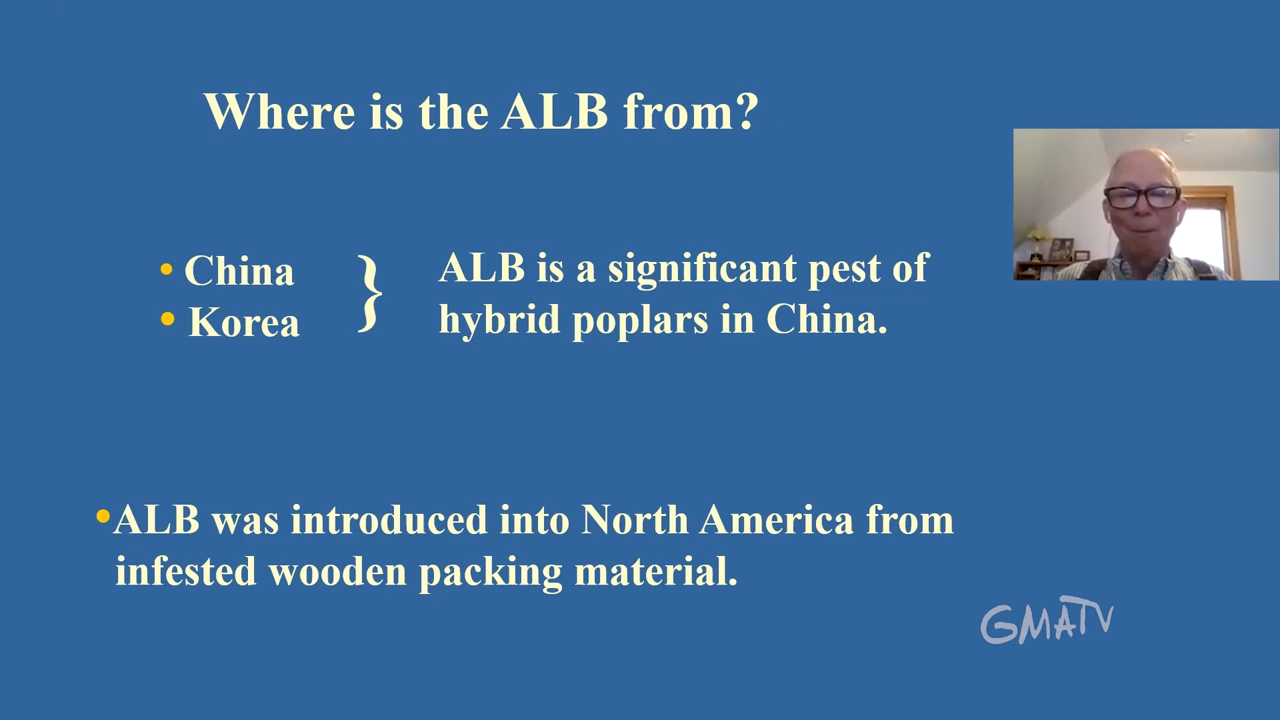 Where is the ALB from?
• China
• Korea
}
ALB is a significant pest of
hybrid poplars in China.
•ALB was introduced into North America from
infested wooden packing material.
GMATV